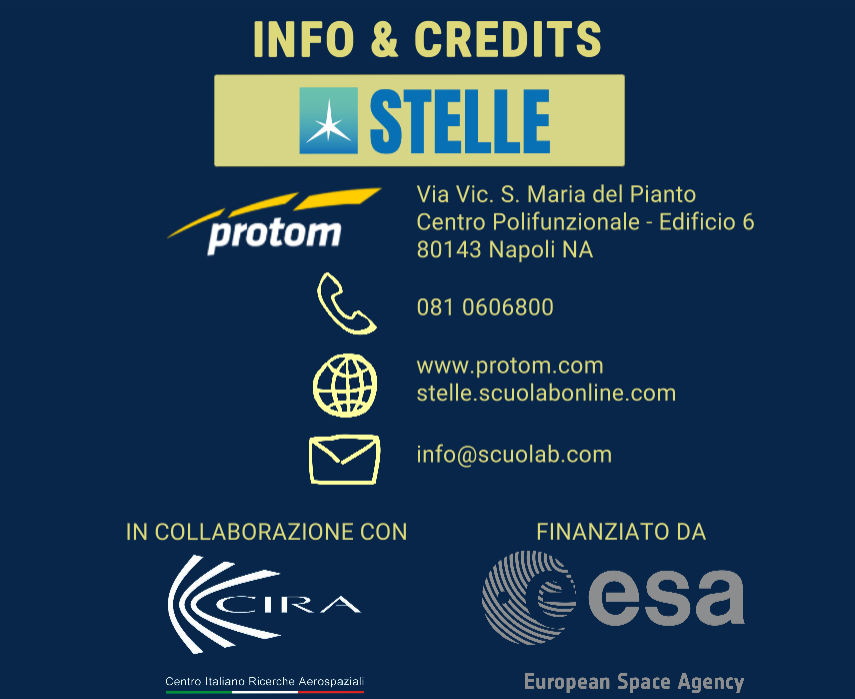 INFO & CREDITS
STELLE
protom
Via Vic. S. Maria del Pianto
Centro Polifunzionale - Edificio 6
80143 Napoli NA
081 0606800
www.protom.com
stelle.scuolabonline.com
info@scuolab.com
IN COLLABORAZIONE CON
CIRA
Centro Italiano Ricerche Aerospaziali
FINANZIATO DA
esa
European Space Agency